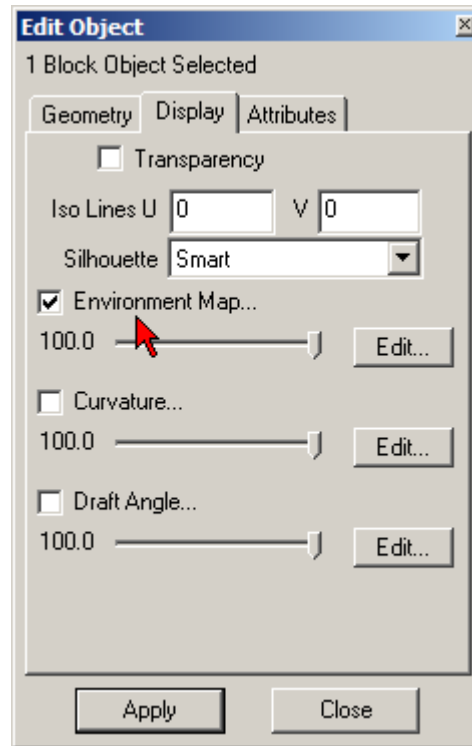 Edit Object
1 Block Object Selected
Geometry Display Attributes
Transparency
Iso Lines U 0 V 0
Silhouette Smart
Environment Map...
100.0 Edit...
Curvature...
100.0 Edit...
Draft Angle...
100.0 Edit...
Apply Close